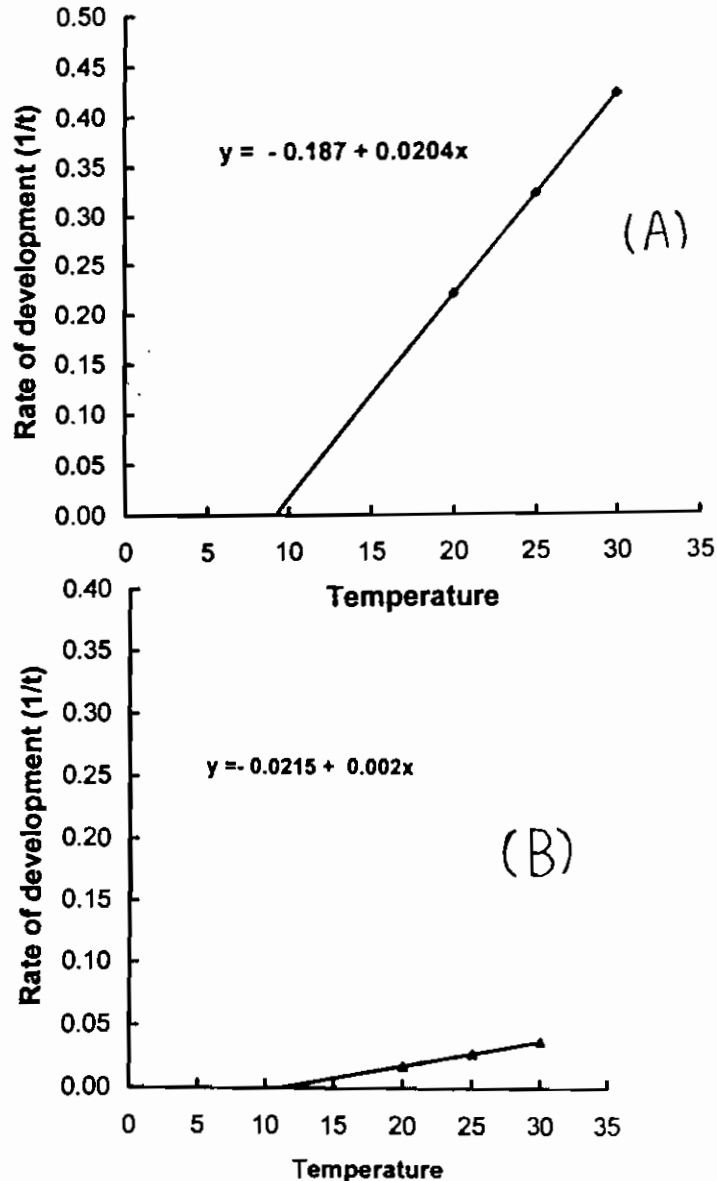 0.50
0.45
0.40
0.35
0.30
0.25
0.20
0.15
0.10
0.05
0.00
Rate of development (1/t)
y = - 0.187 + 0.0204x
(A)
0 5 10 15 20 25 30 35
Temperature
0.40
0.35
0.30
0.25
0.20
0.15
0.10
0.05
0.00
Rate of development (1/t)
y =- 0.0215 + 0.002x
(B)
0 5 10 15 20 25 30 35
Temperature